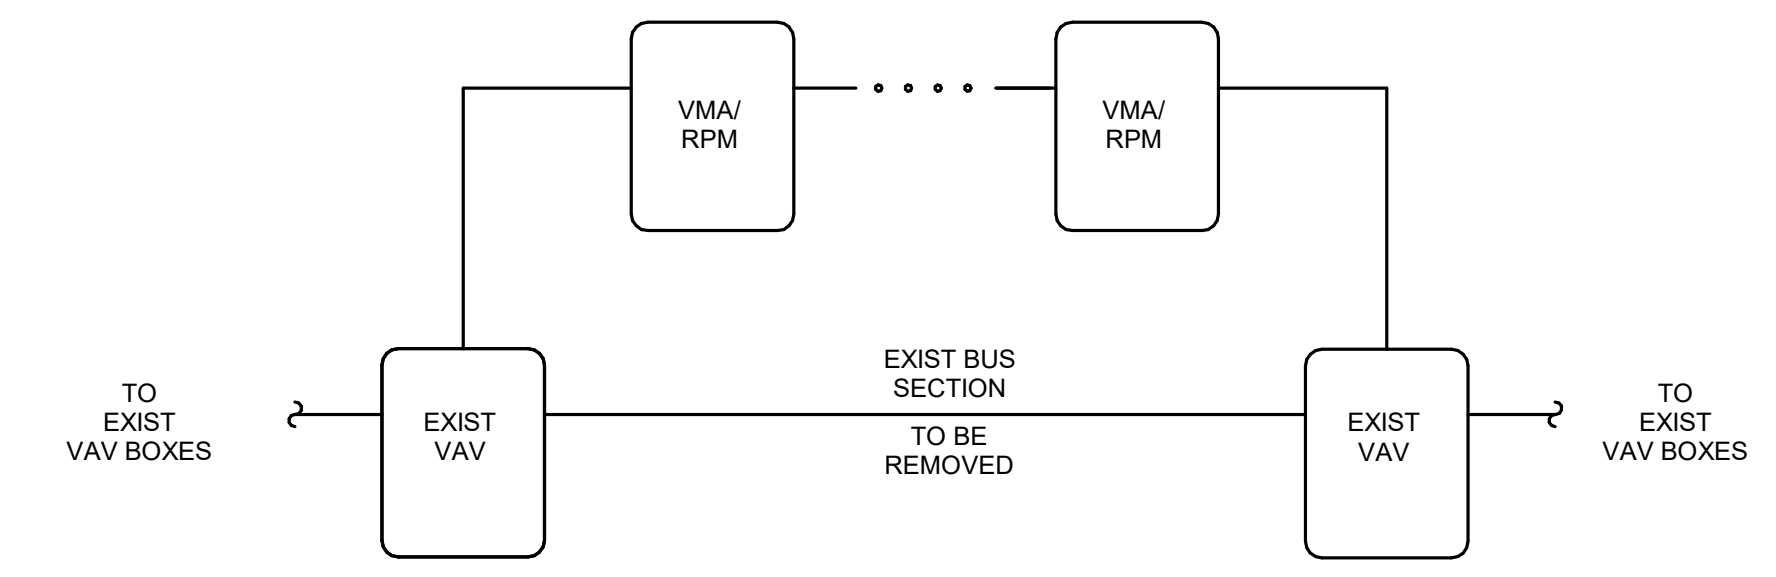 VMA/
RPM
VMA/
RPM
EXIST BUS
SECTION
TO
EXIST
VAV BOXES
EXIST
VAV
TO BE
REMOVED
EXIST
VAV
TO
EXIST
VAV BOXES